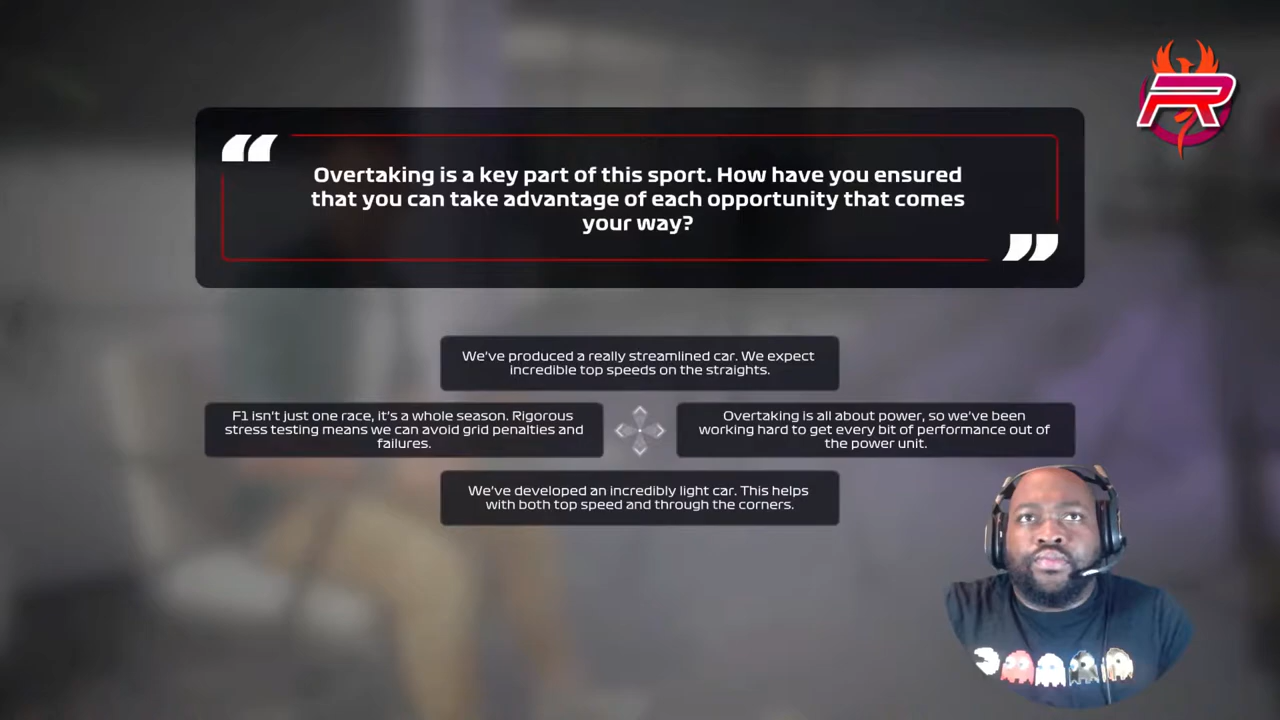 Overtaking is a key part of this sport. How have you ensured
that you can take advantage of each opportunity that comes
your way?
We've produced a really streamlined car. We expect
incredible top speeds on the straights.
F1 isn't just one race, it's a whole season. Rigorous
stress testing means we can avoid grid penalties and
failures.
Overtaking is all about power, so we've been
working hard to get every bit of performance out of
the power unit.
We've developed an incredibly light car. This helps
with both top speed and through the corners.
R